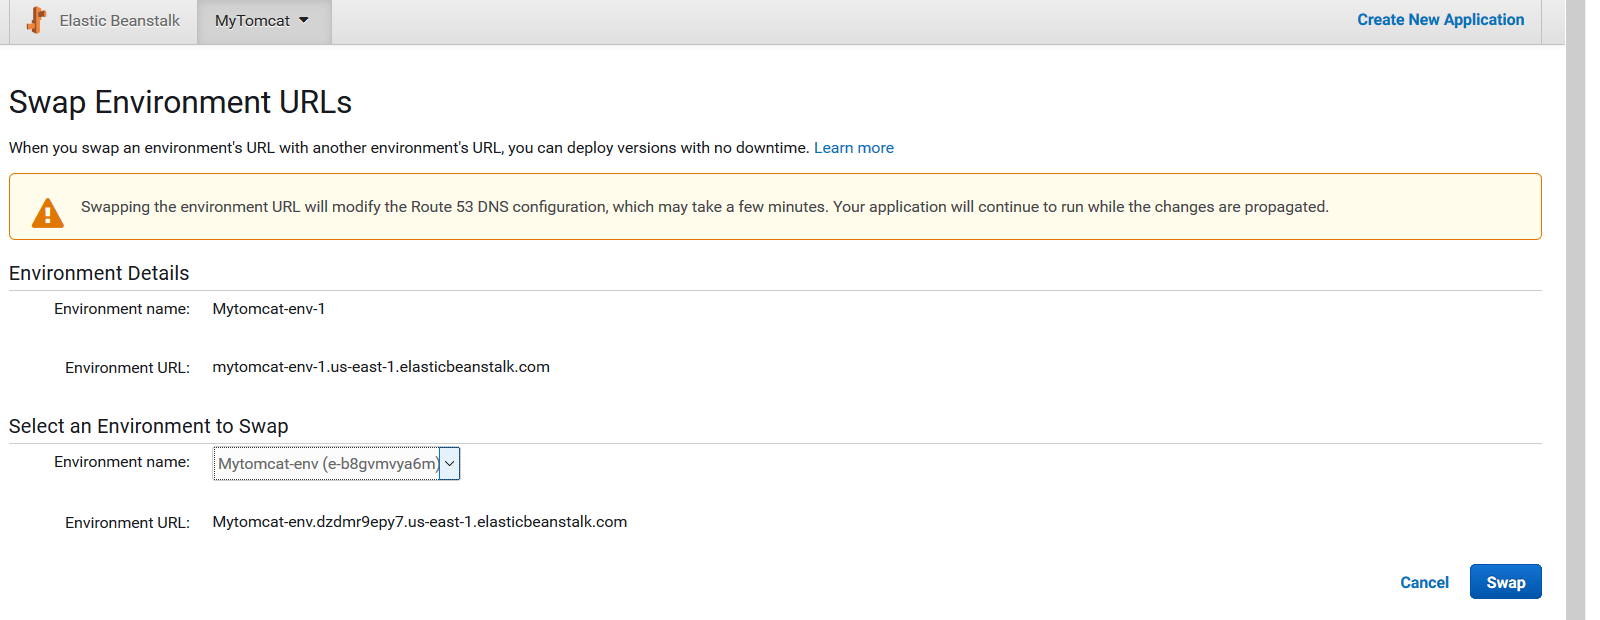 Elastic Beanstalk MyTomcat Create New Application
Swap Environment URLs
When you swap an environment's URL with another environment's URL, you can deploy versions with no downtime. Learn more
Swapping the environment URL will modify the Route 53 DNS configuration, which may take a few minutes. Your application will continue to run while the changes are propagated.
Environment Details
Environment name: Mytomcat-env-1
Environment URL: mytomcat-env-1.us-east-1.elasticbeanstalk.com
Select an Environment to Swap
Environment name: Mytomcat-env (e-b8gvmvya6m)
Environment URL: Mytomcat-env.dzdmr9epy7.us-east-1.elasticbeanstalk.com
Cancel Swap